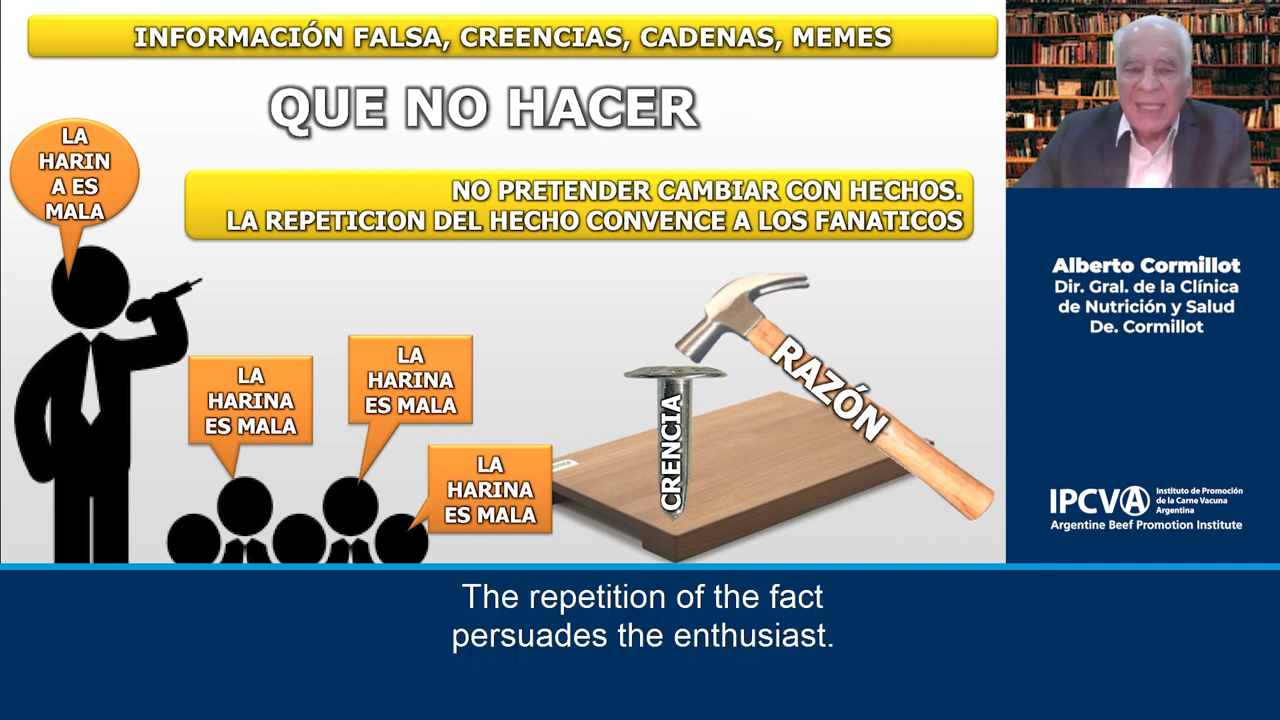 INFORMACIÓN FALSA, CREENCIAS, CADENAS, MEMES
QUE NO HACER
LA
HARIN
A ES
MALA
NO PRETENDER CAMBIAR CON HECHOS.
LA REPETICION DEL HECHO CONVENCE A LOS FANATICOS
LA
HARINA
ES MALA
LA
HARINA
ES MALA
LA
HARINA
ES MALA
CRENCIA
RAZÓN
Alberto Cormillot
Dir. Gral. de la Clínica
de Nutrición y Salud
De. Cormillot
IPCVA
Instituto de Promoción
de la Carne Vacuna
Argentina
Argentine Beef Promotion Institute
The repetition of the fact
persuades the enthusiast.